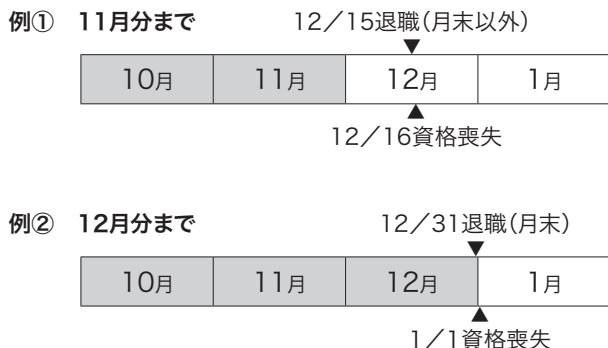 例① 11月分まで 12／15退職(月末以外)
▼
10月 11月 12月 1月
▲
12／16資格喪失
例② 12月分まで 12／31退職(月末)
▼
10月 11月 12月 1月
▲
1／1資格喪失